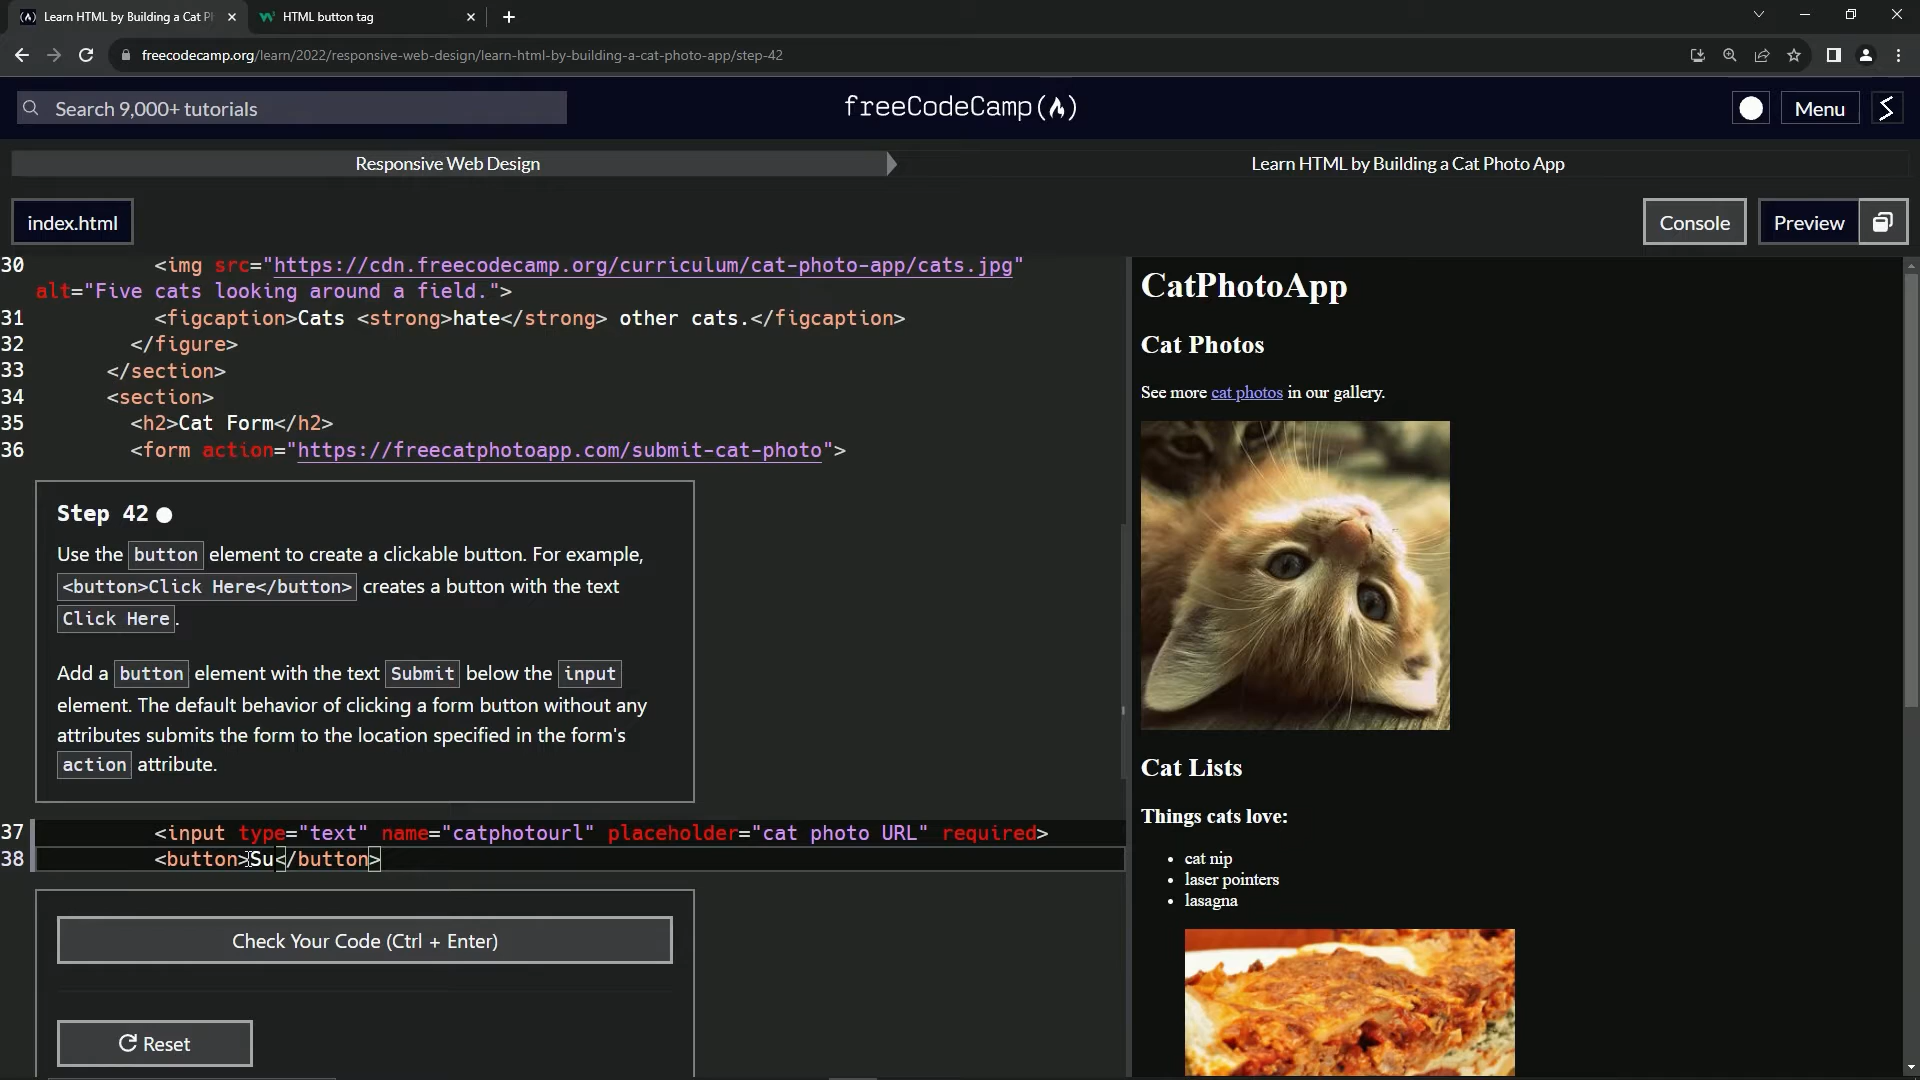 Learn HTML by Building a Cat P
HTML button tag
freecodecamp.org/learn/2022/responsive-web-design/learn-html-by-building-a-cat-photo-app/step-42
Search 9,000+ tutorials
freeCodeCamp
Menu
Responsive Web Design
Learn HTML by Building a Cat Photo App
index.html
Console
Preview
30 <img src="https://cdn.freecodecamp.org/curriculum/cat-photo-app/cats.jpg"
alt="Five cats looking around a field.">
31 <figcaption>Cats <strong>hate</strong> other cats.</figcaption>
32 </figure>
33 </section>
34 <section>
35 <h2>Cat Form</h2>
36 <form action="https://freecatphotoapp.com/submit-cat-photo">
Step 42
Use the button element to create a clickable button. For example,
<button>Click Here</button> creates a button with the text
Click Here.
Add a button element with the text Submit below the input
element. The default behavior of clicking a form button without any
attributes submits the form to the location specified in the form's
action attribute.
37 <input type="text" name="catphotourl" placeholder="cat photo URL" required>
38 <button>Su</button>
Check Your Code (Ctrl + Enter)
Reset
CatPhotoApp
Cat Photos
See more cat photos in our gallery.
Cat Lists
Things cats love:
• cat nip
• laser pointers
• lasagna